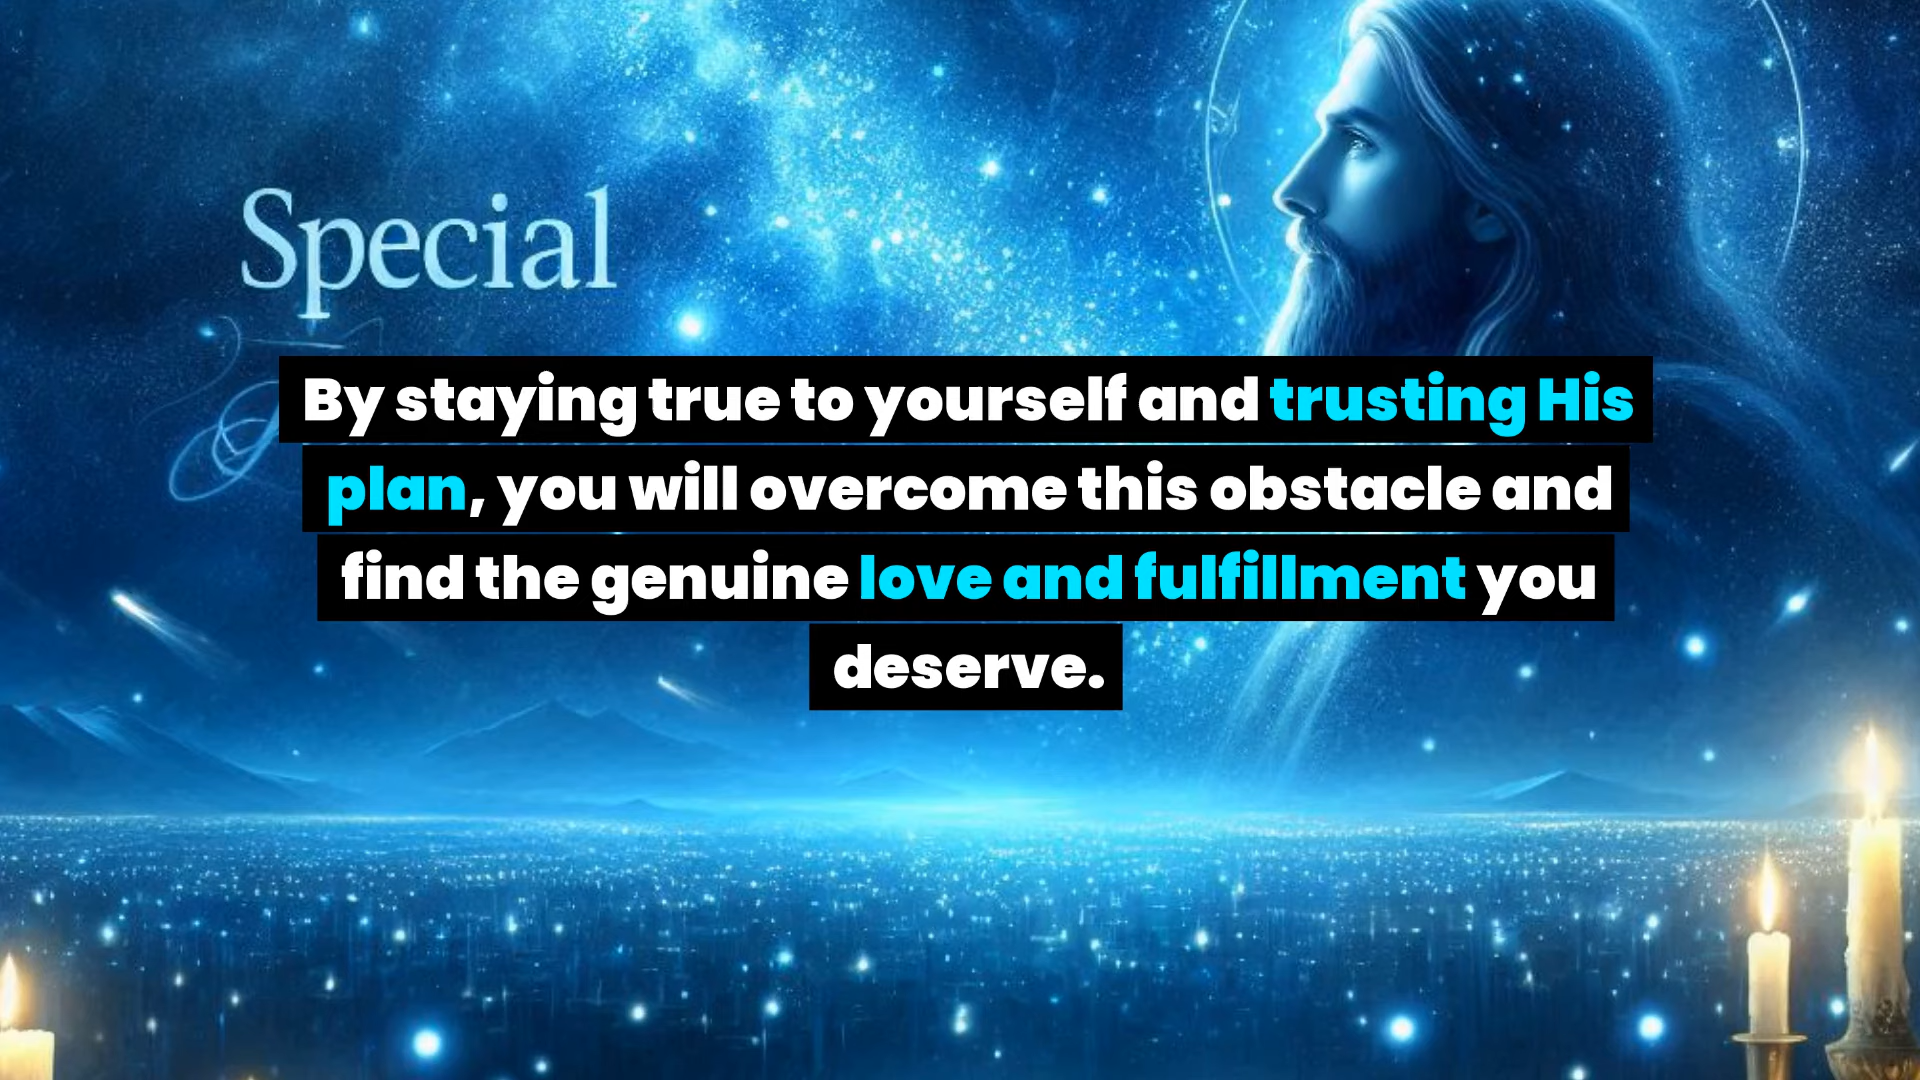 Special
By staying true to yourself and trusting His
plan, you will overcome this obstacle and
find the genuine love and fulfillment you
deserve.